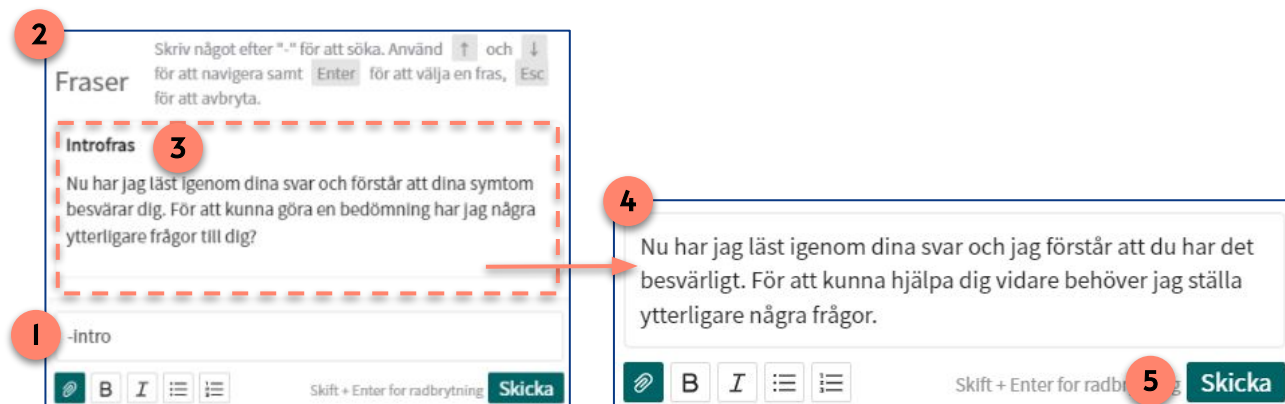 2
Skriv något efter "-" för att söka. Använd ↑ och ↓
Fraser
för att navigera samt Enter för att välja en fras, Esc
för att avbryta.
Introfras
3
Nu har jag läst igenom dina svar och förstår att dina symtom
besvärar dig. För att kunna göra en bedömning har jag några
ytterligare frågor till dig?
1
-intro
B I
Skift + Enter for radbrytning Skicka
4
Nu har jag läst igenom dina svar och jag förstår att du har det
besvärligt. För att kunna hjälpa dig vidare behöver jag ställa
ytterligare några frågor.
B I
Skift + Enter for radbr
5
Skicka